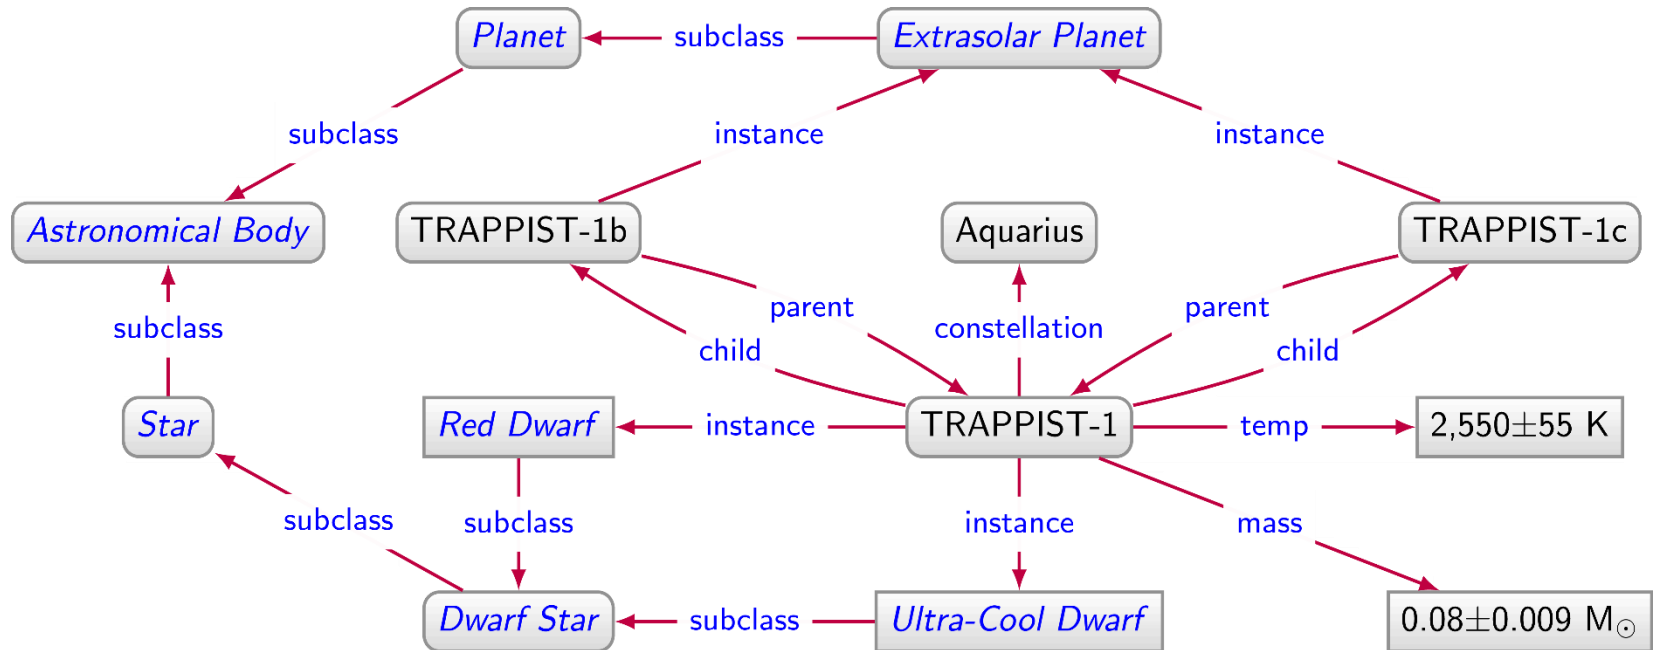 Planet
subclass
Extrasolar Planet
subclass
instance
instance
Astronomical Body
TRAPPIST-1b
Aquarius
TRAPPIST-1c
subclass
parent
constellation
parent
child
child
Star
Red Dwarf
instance
TRAPPIST-1
temp
2,550±55 K
subclass
subclass
instance
mass
Dwarf Star
subclass
Ultra-Cool Dwarf
0.08±0.009 M☉